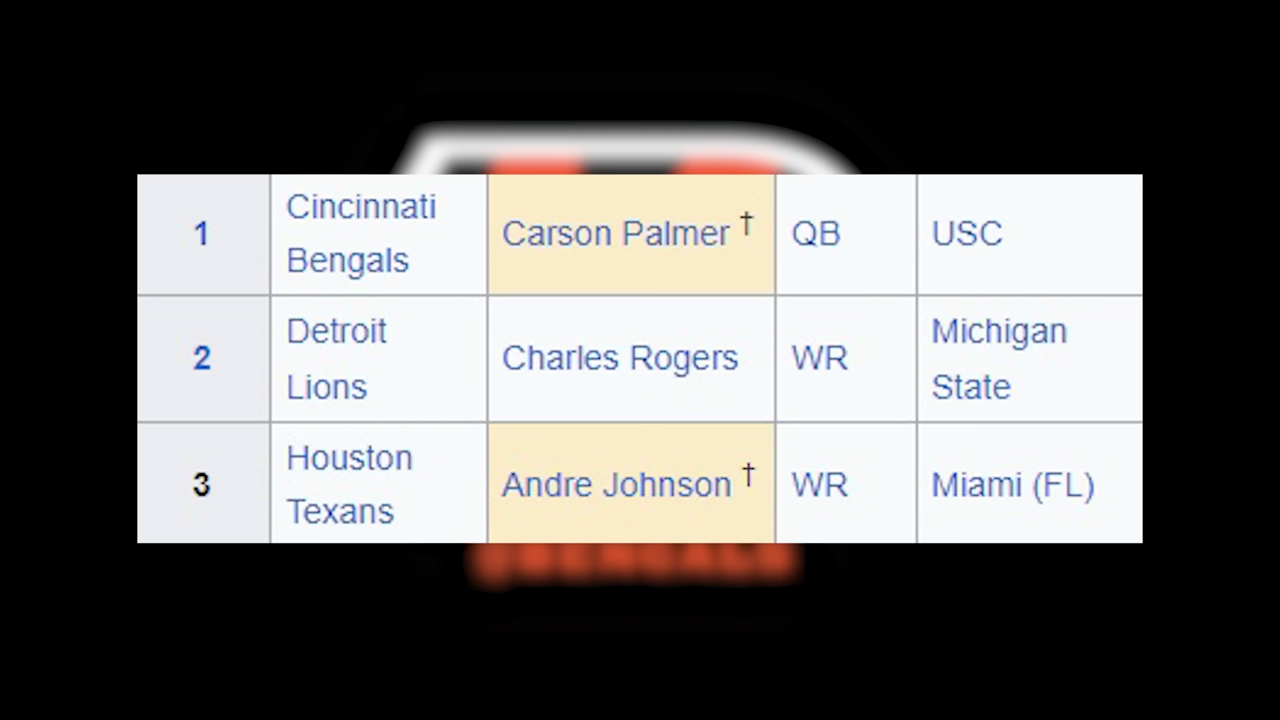 1
Cincinnati
Bengals
Carson Palmer †
QB
USC
2
Detroit
Lions
Charles Rogers
WR
Michigan
State
3
Houston
Texans
Andre Johnson †
WR
Miami (FL)